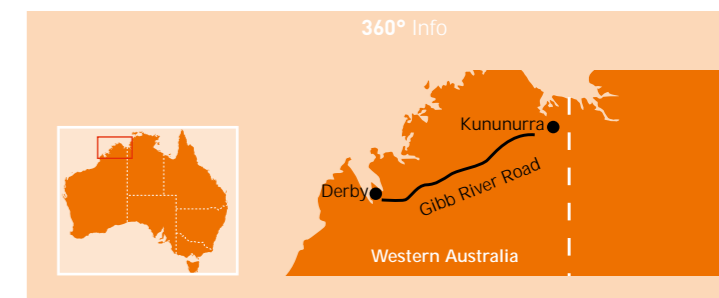 360° Info
Kununurra
Derby
Gibb River Road
Western Australia